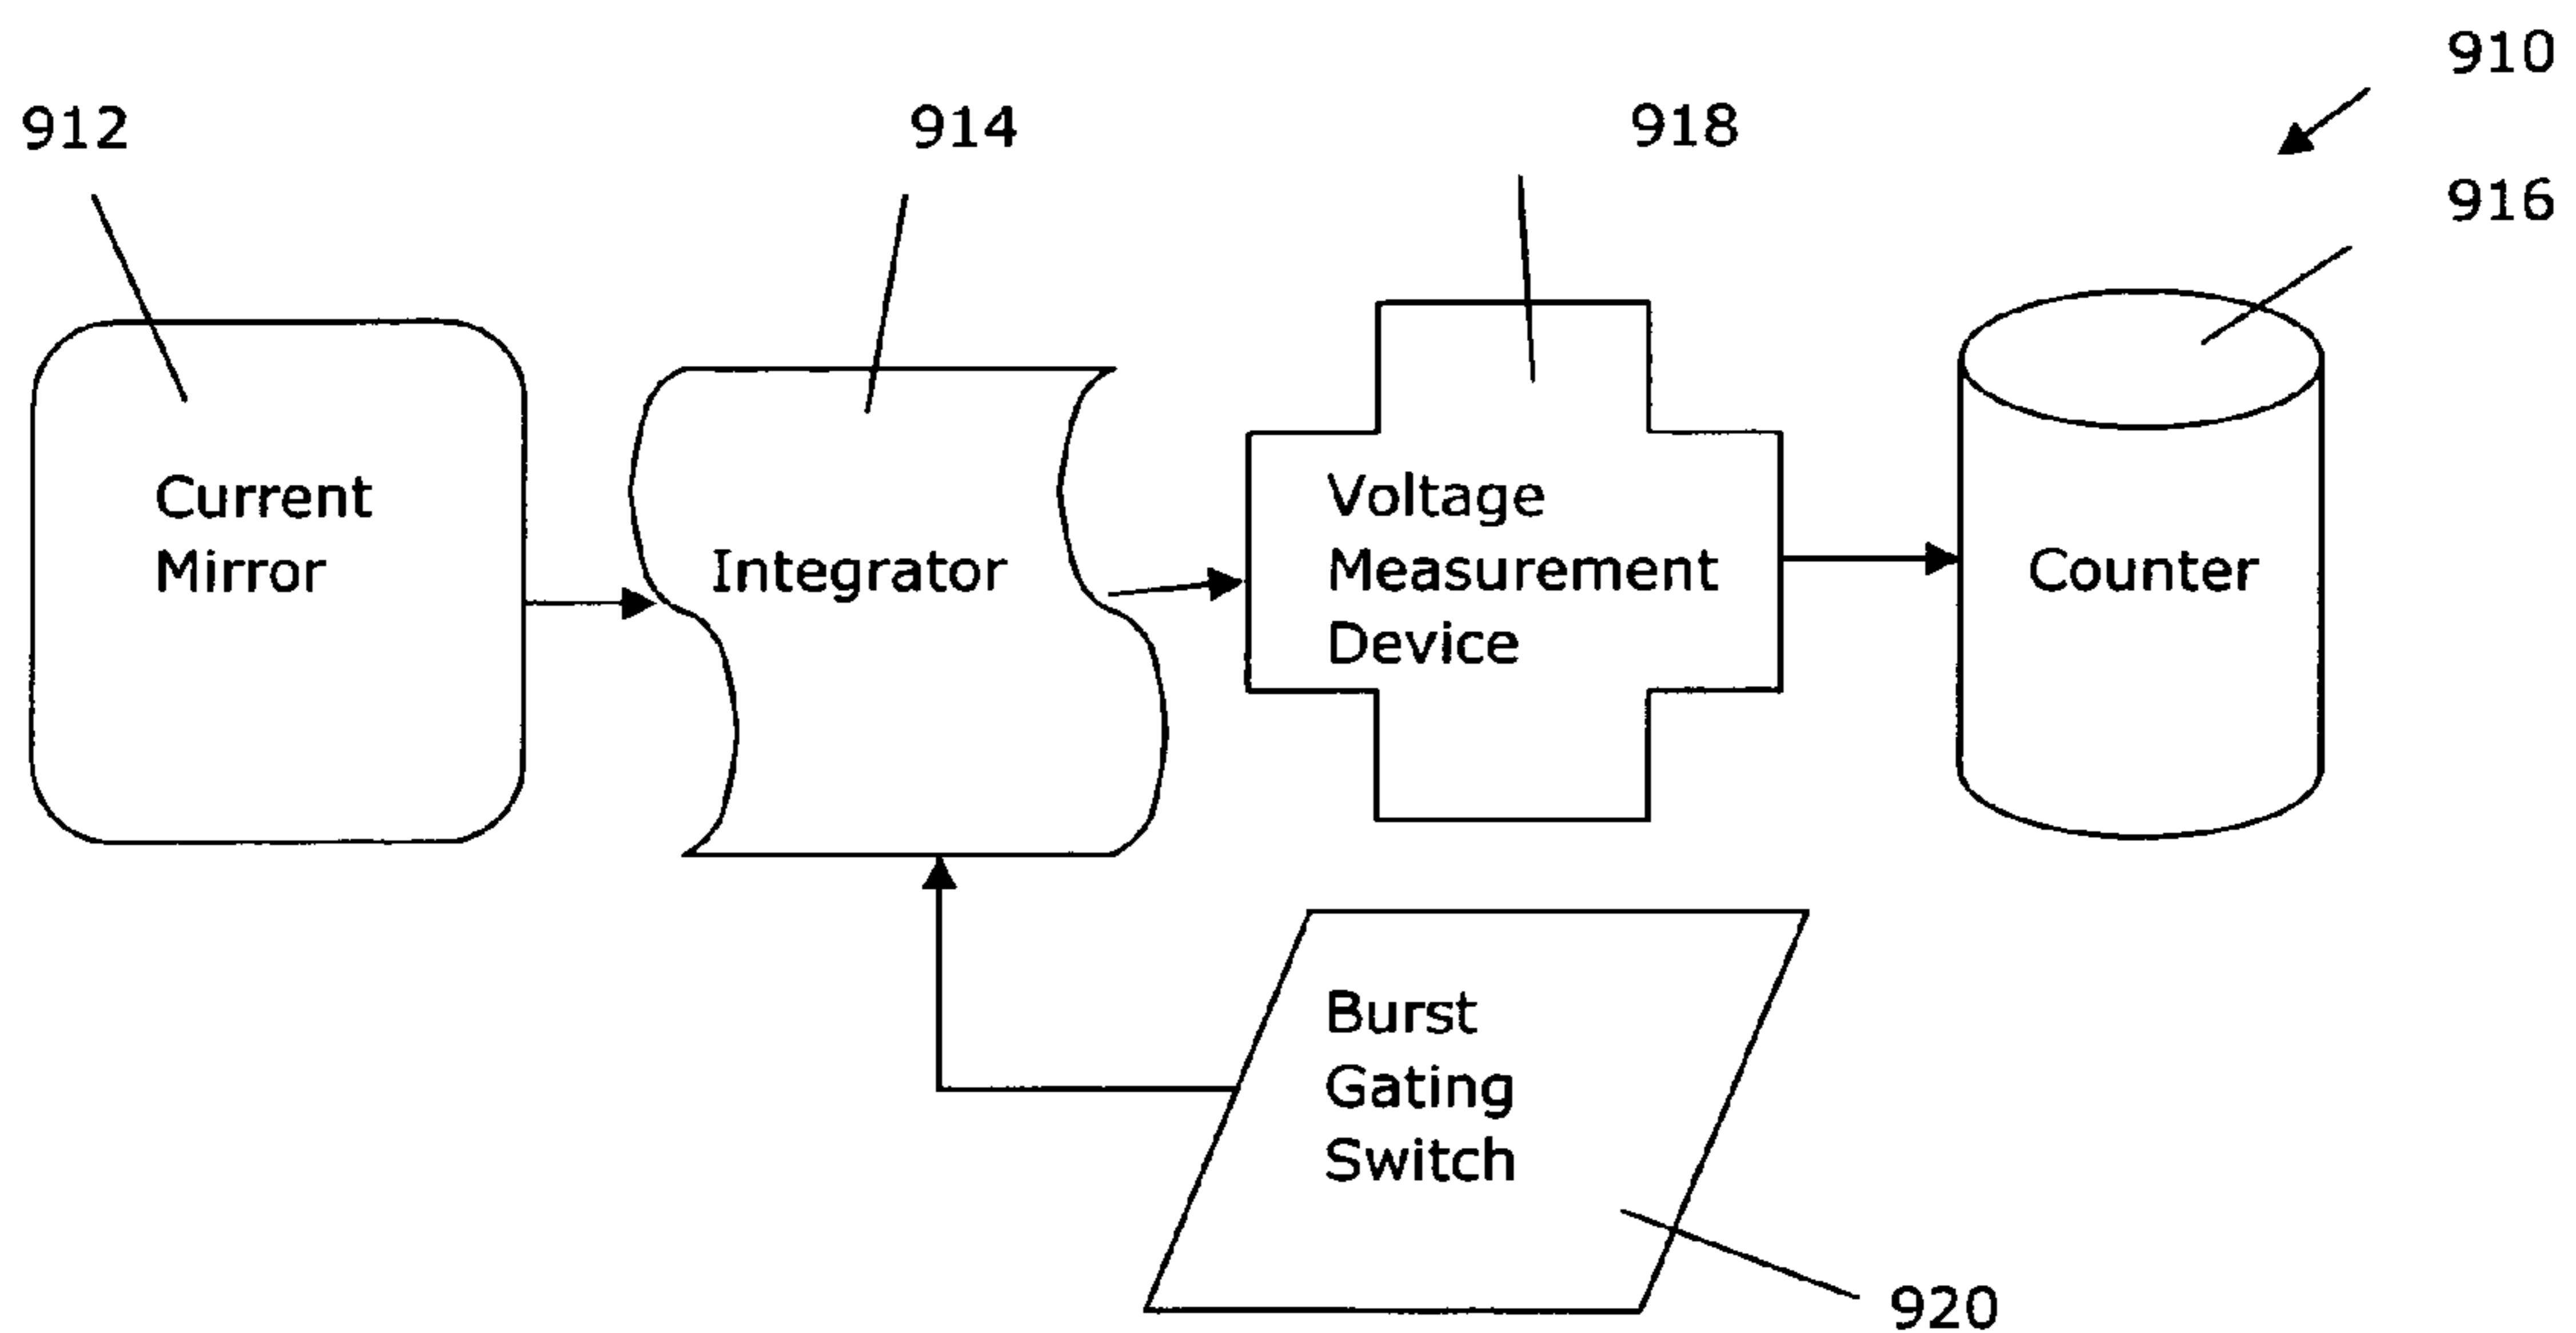 910
912
914
918
916
Current
Mirror
Integrator
Voltage
Measurement
Device
Counter
Burst
Gating
Switch
920